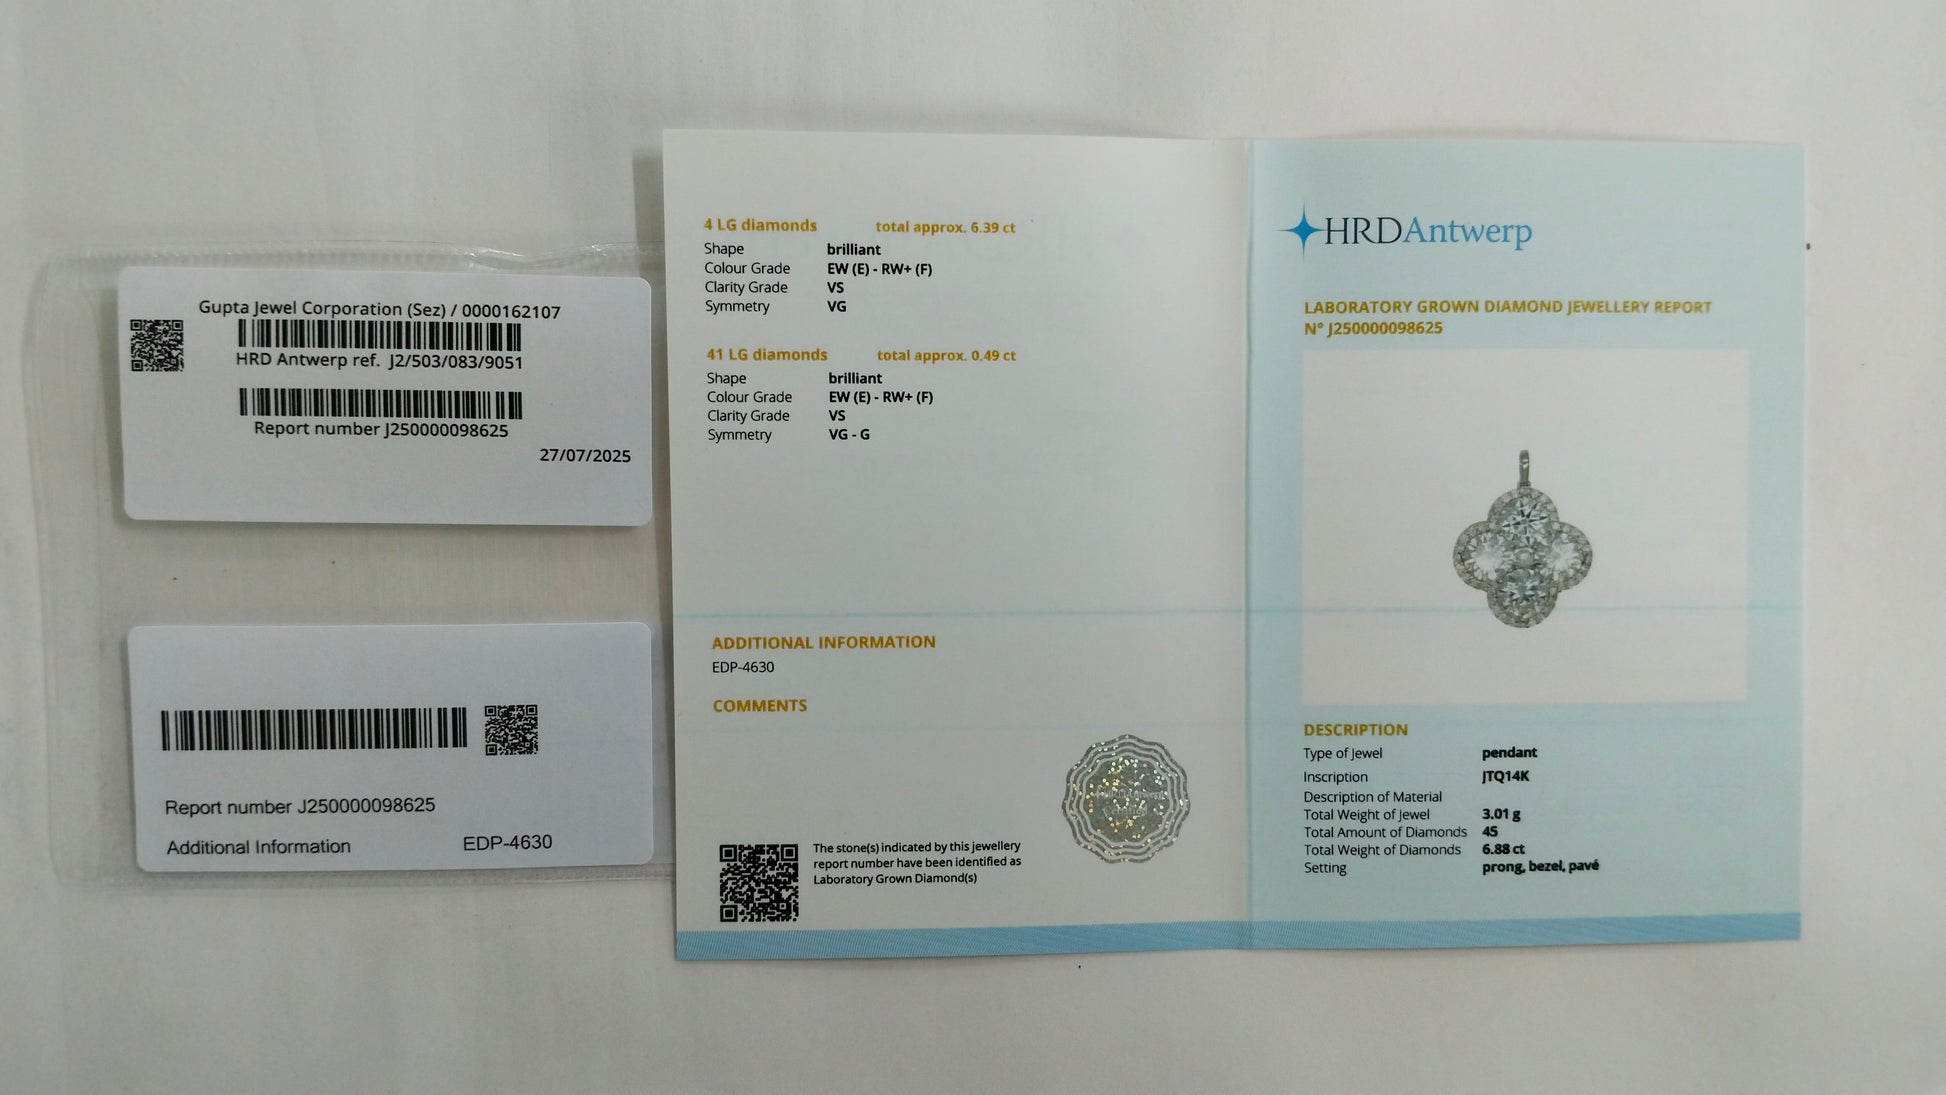 Gupta Jewel Corporation (Sez) / 0000162107
HRD Antwerp ref. J2/503/083/9051
Report number J250000098625
27/07/2025
Report number J250000098625
Additional Information EDP-4630
4 LG diamonds total approx. 6.39 ct
Shape brilliant
Colour Grade EW (E) - RW+ (F)
Clarity Grade VS
Symmetry VG
41 LG diamonds total approx. 0.49 ct
Shape brilliant
Colour Grade EW (E) - RW+ (F)
Clarity Grade VS
Symmetry VG - G
ADDITIONAL INFORMATION
EDP-4630
COMMENTS
The stone(s) indicated by this jewellery
report number have been identified as
Laboratory Grown Diamond(s)
HRDAntwerp
LABORATORY GROWN DIAMOND JEWELLERY REPORT
N° J250000098625
DESCRIPTION
Type of Jewel pendant
Inscription JTQ14K
Description of Material
Total Weight of Jewel 3.01 g
Total Amount of Diamonds 45
Total Weight of Diamonds 6.88 ct
Setting prong, bezel, pavé